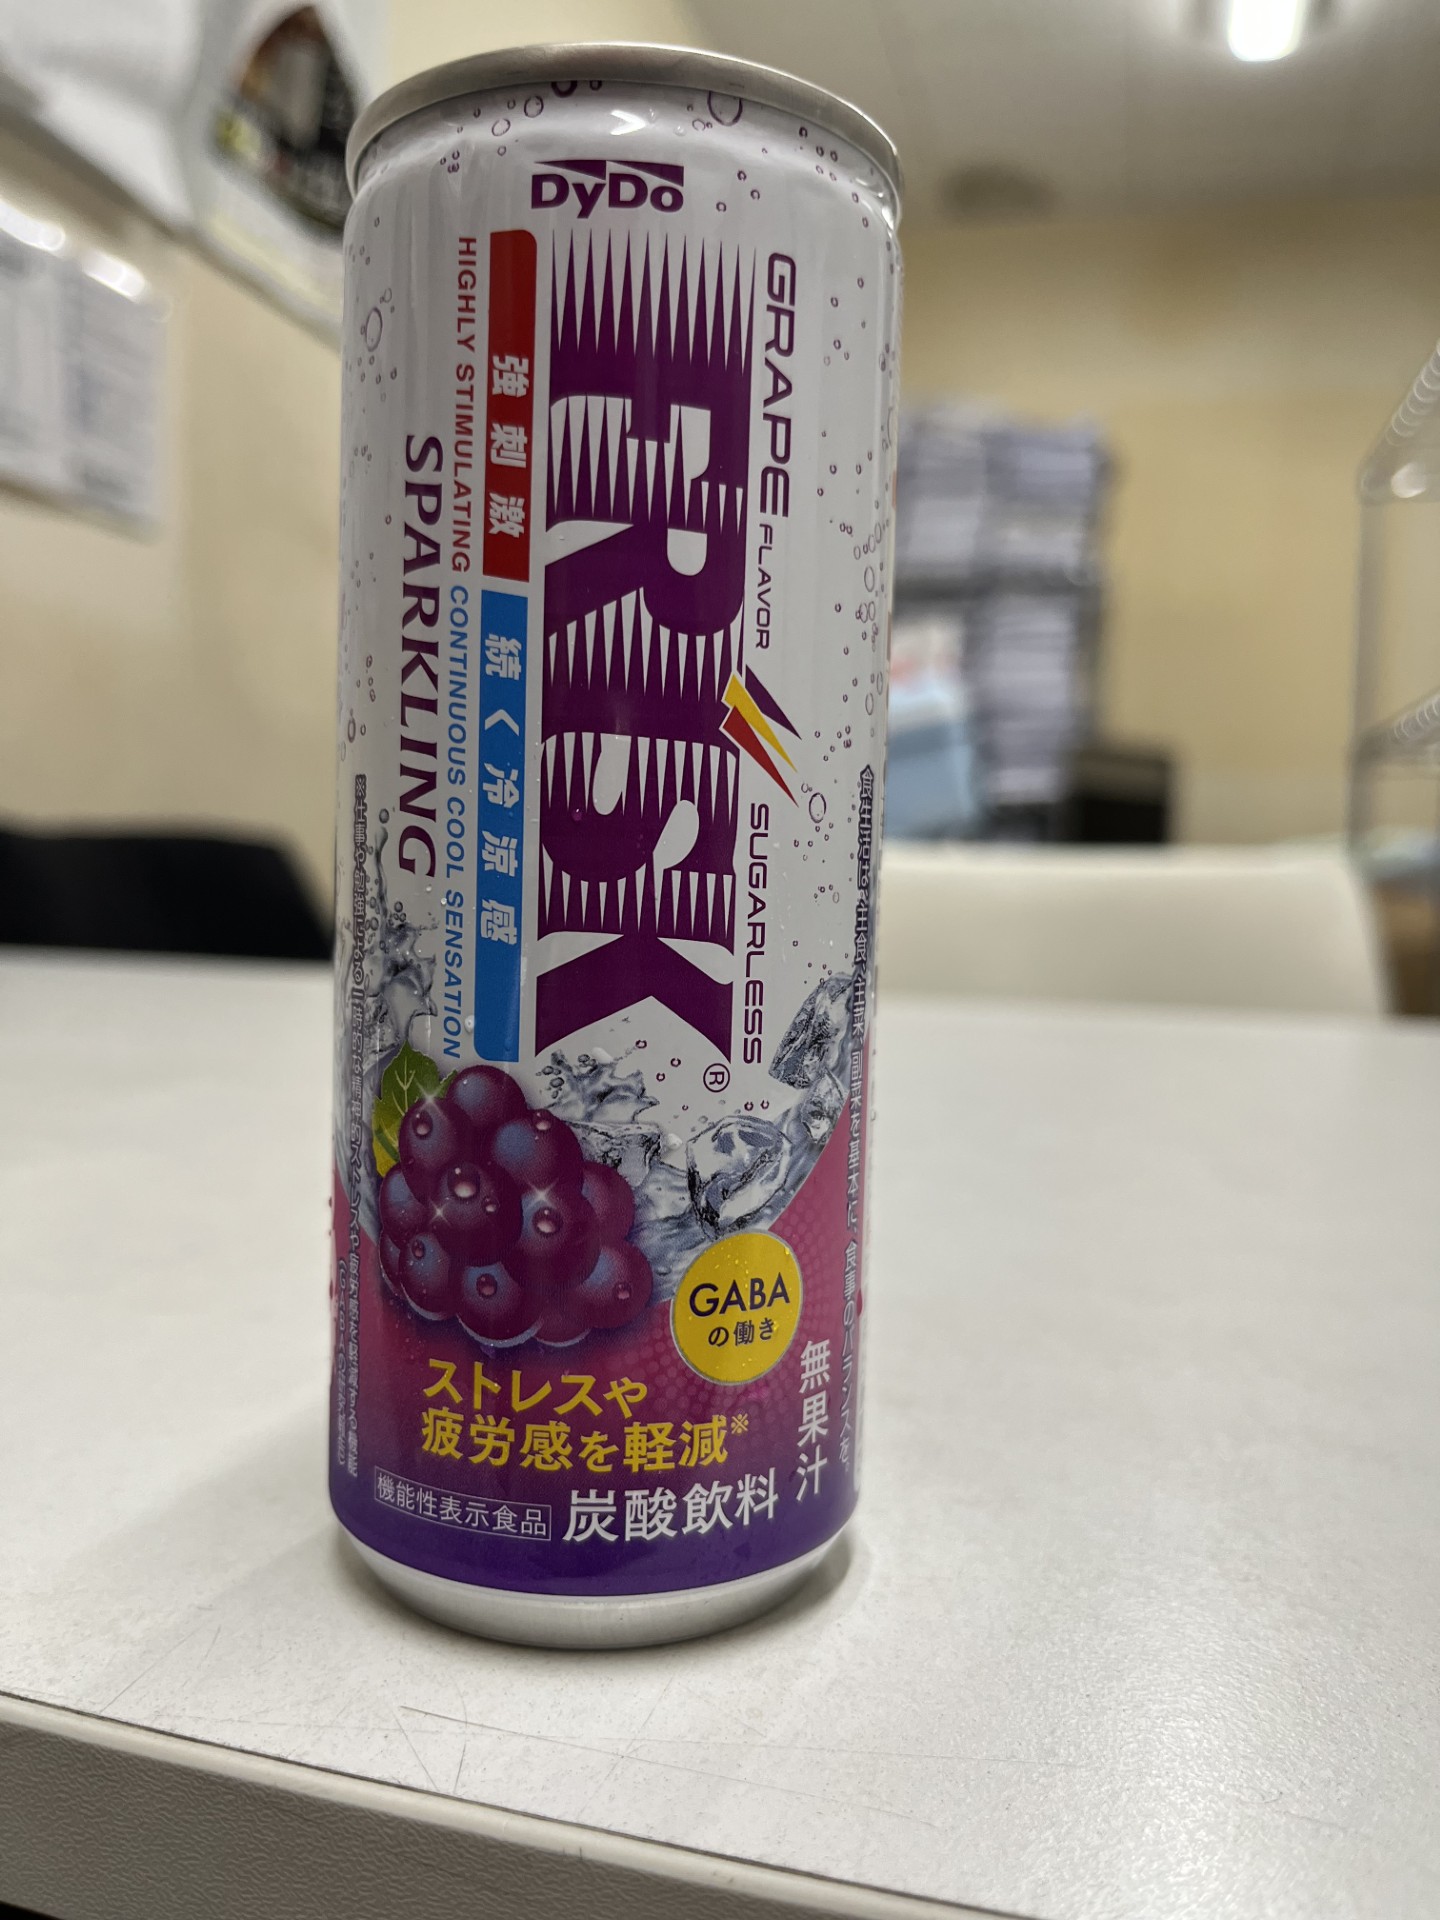 DyDo
GRAPE FLAVOR
SUGARLESS
FRISK®
強刺激
続く冷涼感
HIGHLY STIMULATING
CONTINUOUS COOL SENSATION
SPARKLING
GABA
の働き
ストレスや
疲労感を軽減※
機能性表示食品
炭酸飲料
無果汁